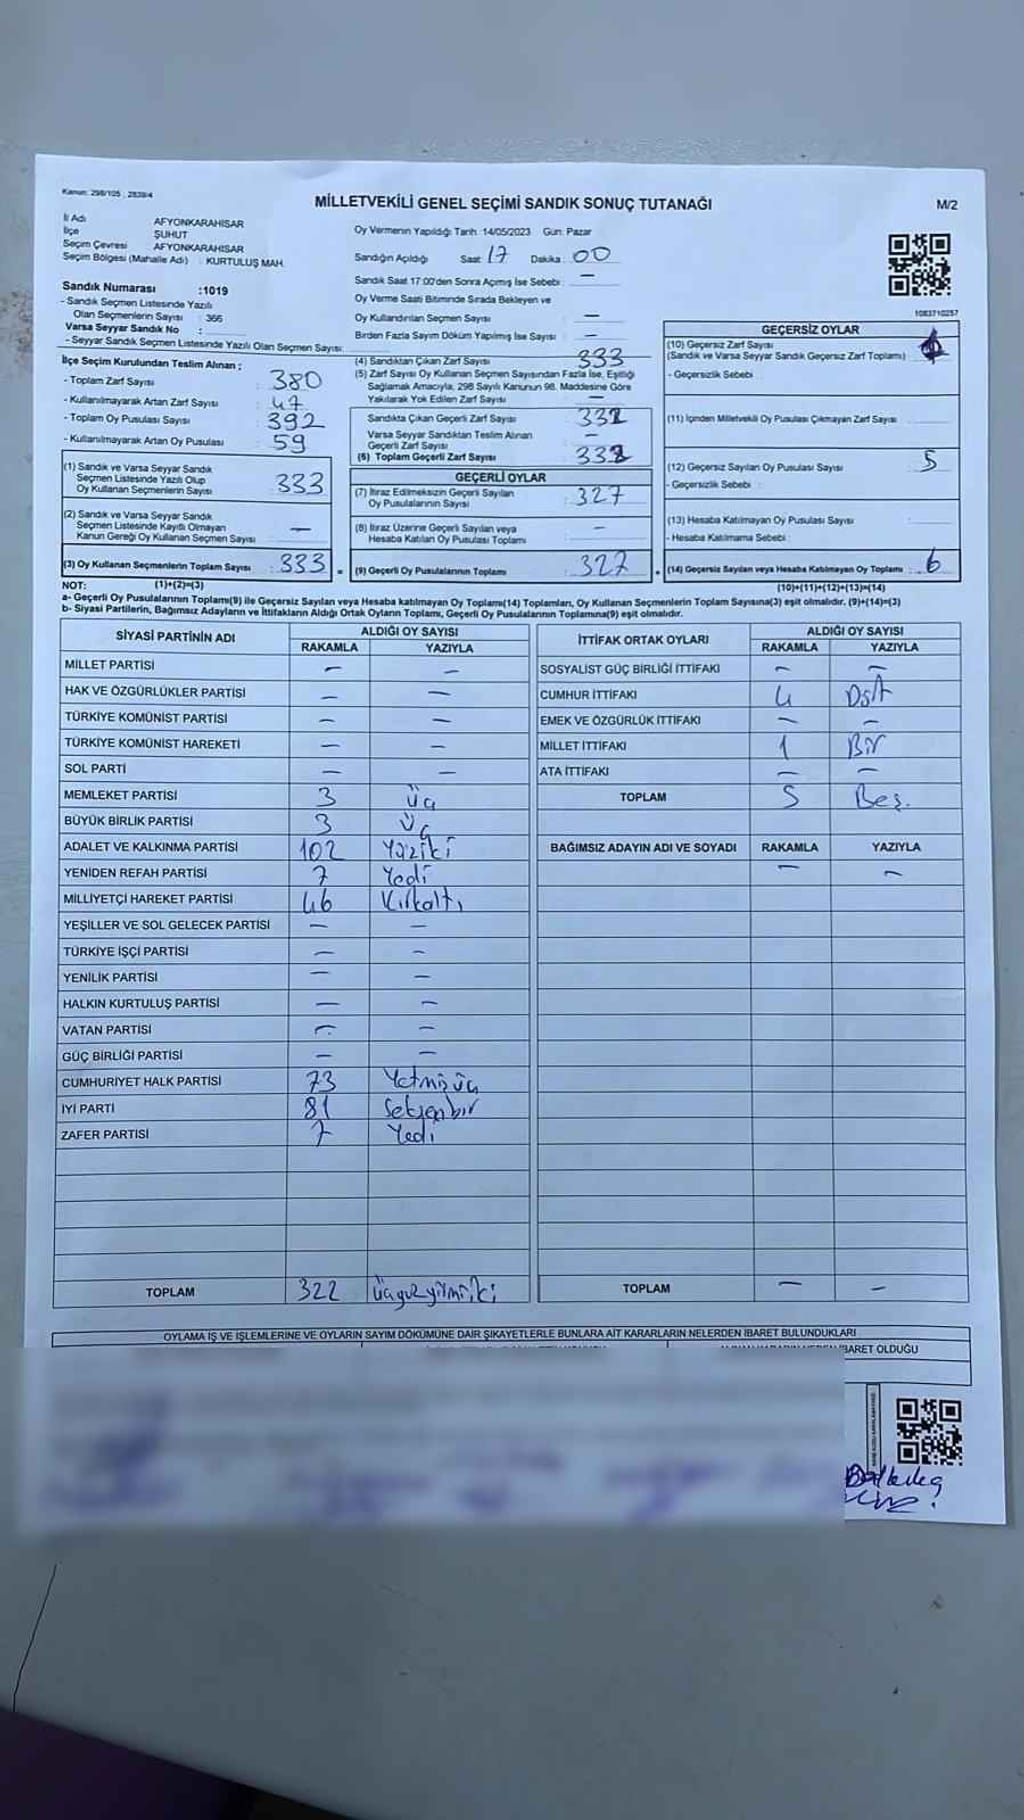 Kanun: 298/105 , 2839/4
MİLLETVEKİLİ GENEL SEÇİMİ SANDIK SONUÇ TUTANAĞI
M/2
İl Adı AFYONKARAHİSAR
İlçe ŞUHUT
Seçim Çevresi AFYONKARAHİSAR
Seçim Bölgesi (Mahalle Adı) : KURTULUŞ MAH.
Oy Vermenin Yapıldığı Tarih: 14/05/2023 Gün: Pazar
Sandığın Açıldığı Saat: 17 Dakika: 00
Sandık Saat 17:00'den Sonra Açmış İse Sebebi : —
Oy Verme Saati Bitiminde Sırada Bekleyen ve
Oy Kullandırılan Seçmen Sayısı : —
Birden Fazla Sayım Döküm Yapılmış İse Sayısı : —
1083710257
Sandık Numarası :1019
- Sandık Seçmen Listesinde Yazılı
Olan Seçmenlerin Sayısı : 366
Varsa Seyyar Sandık No :
- Seyyar Sandık Seçmen Listesinde Yazılı Olan Seçmen Sayısı:
İlçe Seçim Kurulundan Teslim Alınan :
- Toplam Zarf Sayısı : 380
- Kullanılmayarak Artan Zarf Sayısı : 47
- Toplam Oy Pusulası Sayısı : 392
- Kullanılmayarak Artan Oy Pusulası : 59
(1) Sandık ve Varsa Seyyar Sandık
Seçmen Listesinde Yazılı Olup
Oy Kullanan Seçmenlerin Sayısı : 333
(2) Sandık ve Varsa Seyyar Sandık
Seçmen Listesinde Kayıtlı Olmayan
Kanun Gereği Oy Kullanan Seçmen Sayısı : —
(3) Oy Kullanan Seçmenlerin Toplam Sayısı : 333 =
(4) Sandıktan Çıkan Zarf Sayısı : 333
(5) Zarf Sayısı Oy Kullanan Seçmen Sayısından Fazla İse, Eşitliği
Sağlamak Amacıyla, 298 Sayılı Kanunun 98. Maddesine Göre
Yakılarak Yok Edilen Zarf Sayısı : —
Sandıkta Çıkan Geçerli Zarf Sayısı : 332
Varsa Seyyar Sandıktan Teslim Alınan
Geçerli Zarf Sayısı : —
(6) Toplam Geçerli Zarf Sayısı : 332
GEÇERLİ OYLAR
(7) İtiraz Edilmeksizin Geçerli Sayılan
Oy Pusulalarının Sayısı : 327
(8) İtiraz Üzerine Geçerli Sayılan veya
Hesaba Katılan Oy Pusulası Toplamı : —
(9) Geçerli Oy Pusulalarının Toplamı : 327 +
GEÇERSİZ OYLAR
(10) Geçersiz Zarf Sayısı
(Sandık ve Varsa Seyyar Sandık Geçersiz Zarf Toplamı) :
- Geçersizlik Sebebi :
(11) İçinden Milletvekili Oy Pusulası Çıkmayan Zarf Sayısı :
(12) Geçersiz Sayılan Oy Pusulası Sayısı : 5
- Geçersizlik Sebebi :
(13) Hesaba Katılmayan Oy Pusulası Sayısı :
- Hesaba Katılmama Sebebi :
(14) Geçersiz Sayılan veya Hesaba Katılmayan Oy Toplamı : 6
NOT: (1)+(2)=(3) (10)+(11)+(12)+(13)=(14)
a- Geçerli Oy Pusulalarının Toplamı(9) ile Geçersiz Sayılan veya Hesaba katılmayan Oy Toplamı(14) Toplamları, Oy Kullanan Seçmenlerin Toplam Sayısına(3) eşit olmalıdır. (9)+(14)=(3)
b- Siyasi Partilerin, Bağımsız Adayların ve İttifakların Aldığı Ortak Oyların Toplamı, Geçerli Oy Pusulalarının Toplamına(9) eşit olmalıdır.
SİYASİ PARTİNİN ADI ALDIĞI OY SAYISI
RAKAMLA YAZIYLA
MİLLET PARTİSİ — —
HAK VE ÖZGÜRLÜKLER PARTİSİ — —
TÜRKİYE KOMÜNİST PARTİSİ — —
TÜRKİYE KOMÜNİST HAREKETİ — —
SOL PARTİ — —
MEMLEKET PARTİSİ 3 Üç
BÜYÜK BİRLİK PARTİSİ 3 Üç
ADALET VE KALKINMA PARTİSİ 102 Yüziki
YENİDEN REFAH PARTİSİ 7 Yedi
MİLLİYETÇİ HAREKET PARTİSİ 46 Kırkaltı
YEŞİLLER VE SOL GELECEK PARTİSİ — —
TÜRKİYE İŞÇİ PARTİSİ — —
YENİLİK PARTİSİ — —
HALKIN KURTULUŞ PARTİSİ — —
VATAN PARTİSİ — —
GÜÇ BİRLİĞİ PARTİSİ — —
CUMHURİYET HALK PARTİSİ 73 Yetmişüç
İYİ PARTİ 81 Seksenbir
ZAFER PARTİSİ 7 Yedi
TOPLAM 322 Üçyüzyirmiiki
İTTİFAK ORTAK OYLARI ALDIĞI OY SAYISI
RAKAMLA YAZIYLA
SOSYALİST GÜÇ BİRLİĞİ İTTİFAKI — —
CUMHUR İTTİFAKI 4 Dört
EMEK VE ÖZGÜRLÜK İTTİFAKI — —
MİLLET İTTİFAKI 1 Bir
ATA İTTİFAKI — —
TOPLAM 5 Beş.
BAĞIMSIZ ADAYIN ADI VE SOYADI RAKAMLA YAZIYLA
— —
TOPLAM — —
OYLAMA İŞ VE İŞLEMLERİNE VE OYLARIN SAYIM DÖKÜMÜNE DAİR ŞİKAYETLERLE BUNLARA AİT KARARLARIN NELERDEN İBARET BULUNDUKLARI
İBARET OLDUĞU